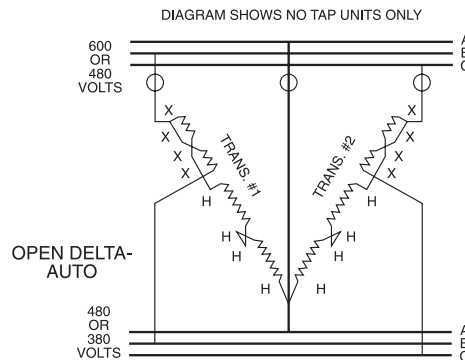 DIAGRAM SHOWS NO TAP UNITS ONLY
600
OR
480
VOLTS
A
B
C
X
X
X
X
TRANS. #1
H
H
H
H
X
X
X
X
TRANS. #2
H
H
H
H
OPEN DELTA-
AUTO
480
OR
380
VOLTS
A
B
C